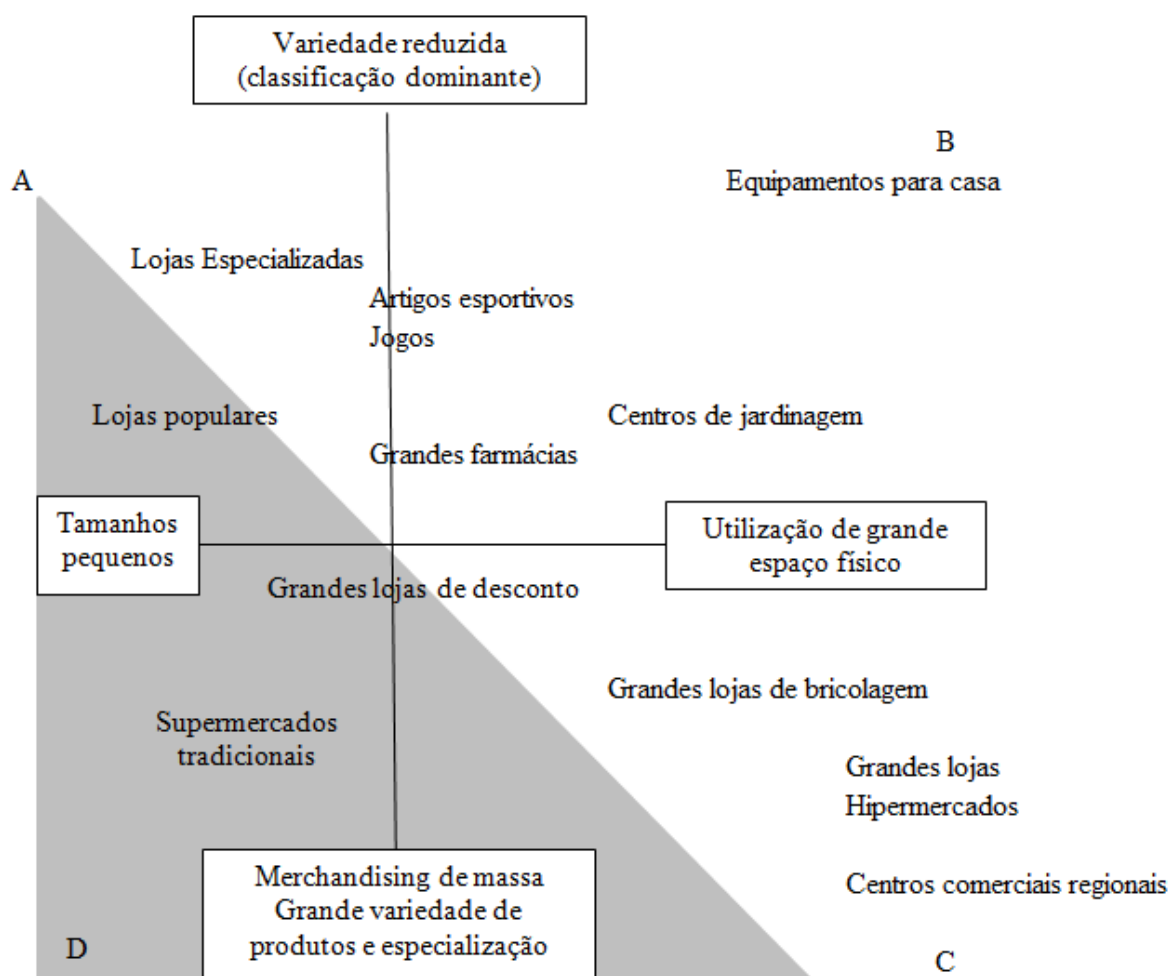 Variedade reduzida
(classificação dominante)
B
Equipamentos para casa
A
Lojas Especializadas
Artigos esportivos
Jogos
Lojas populares
Centros de jardinagem
Grandes farmácias
Tamanhos
pequenos
Utilização de grande
espaço físico
Grandes lojas de desconto
Grandes lojas de bricolagem
Supermercados
tradicionais
Grandes lojas
Hipermercados
Centros comerciais regionais
Merchandising de massa
Grande variedade de
produtos e especialização
D
C